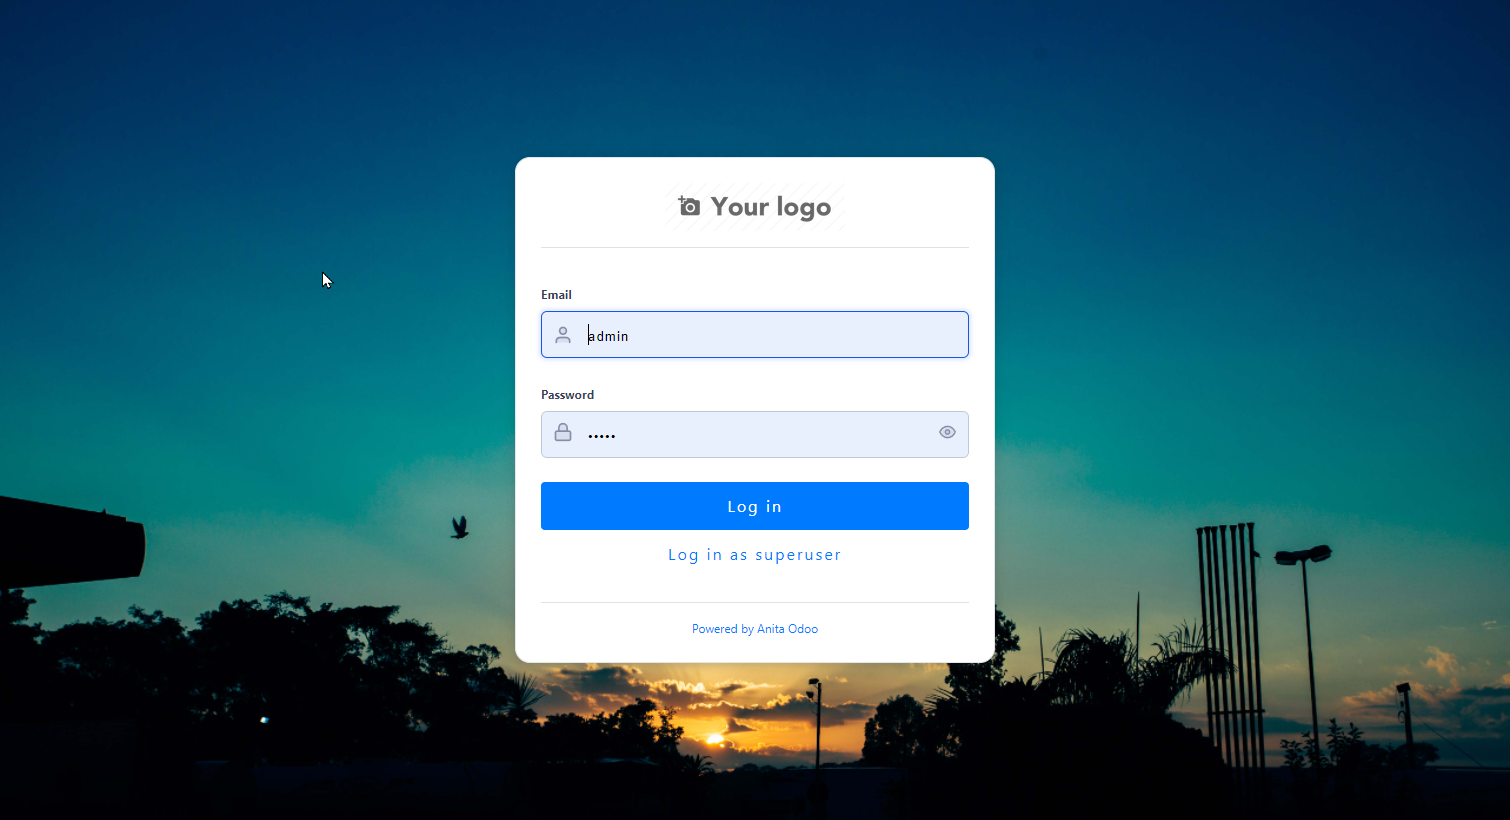 Your logo
Email
admin
Password
•••••
Log in
Log in as superuser
Powered by Anita Odoo